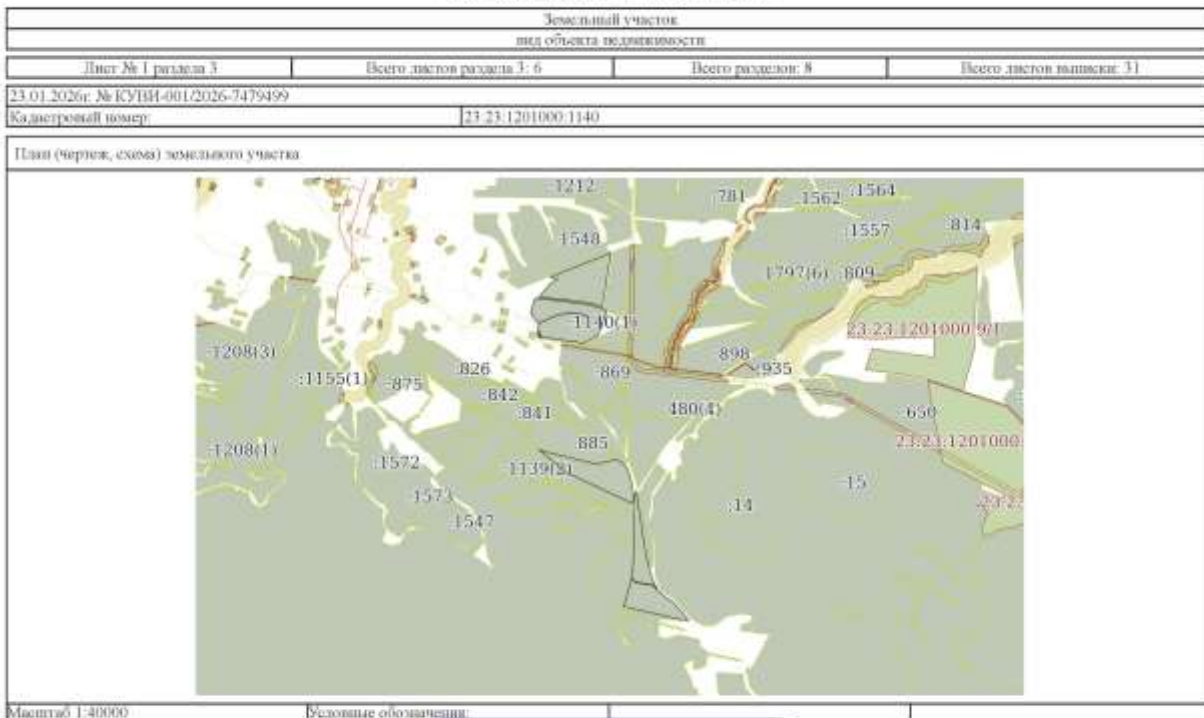 Земельный участок
вид объекта недвижимости
Лист № 1 раздела 3 Всего листов раздела 3: 6 Всего разделов: 8 Всего листов выписки: 31
23.01.2026г. № КУВИ-001/2026-7479499
Кадастровый номер: 23:23:1201000:1140
План (чертеж, схема) земельного участка
:1212 :781 :1562 :1564
1548 :1557 :814
1797(6) :809
1140(1) 23:23:1201000:971
:1208(3) 898
:1155(1) :875 826 :869 :935
:842
:841 480(4) :650
:1208(1) 885 23:23:1201000:
:1572 :1139(2)
1573 :14 :15 :23:23
:1547
Масштаб 1:40000 Условные обозначения: